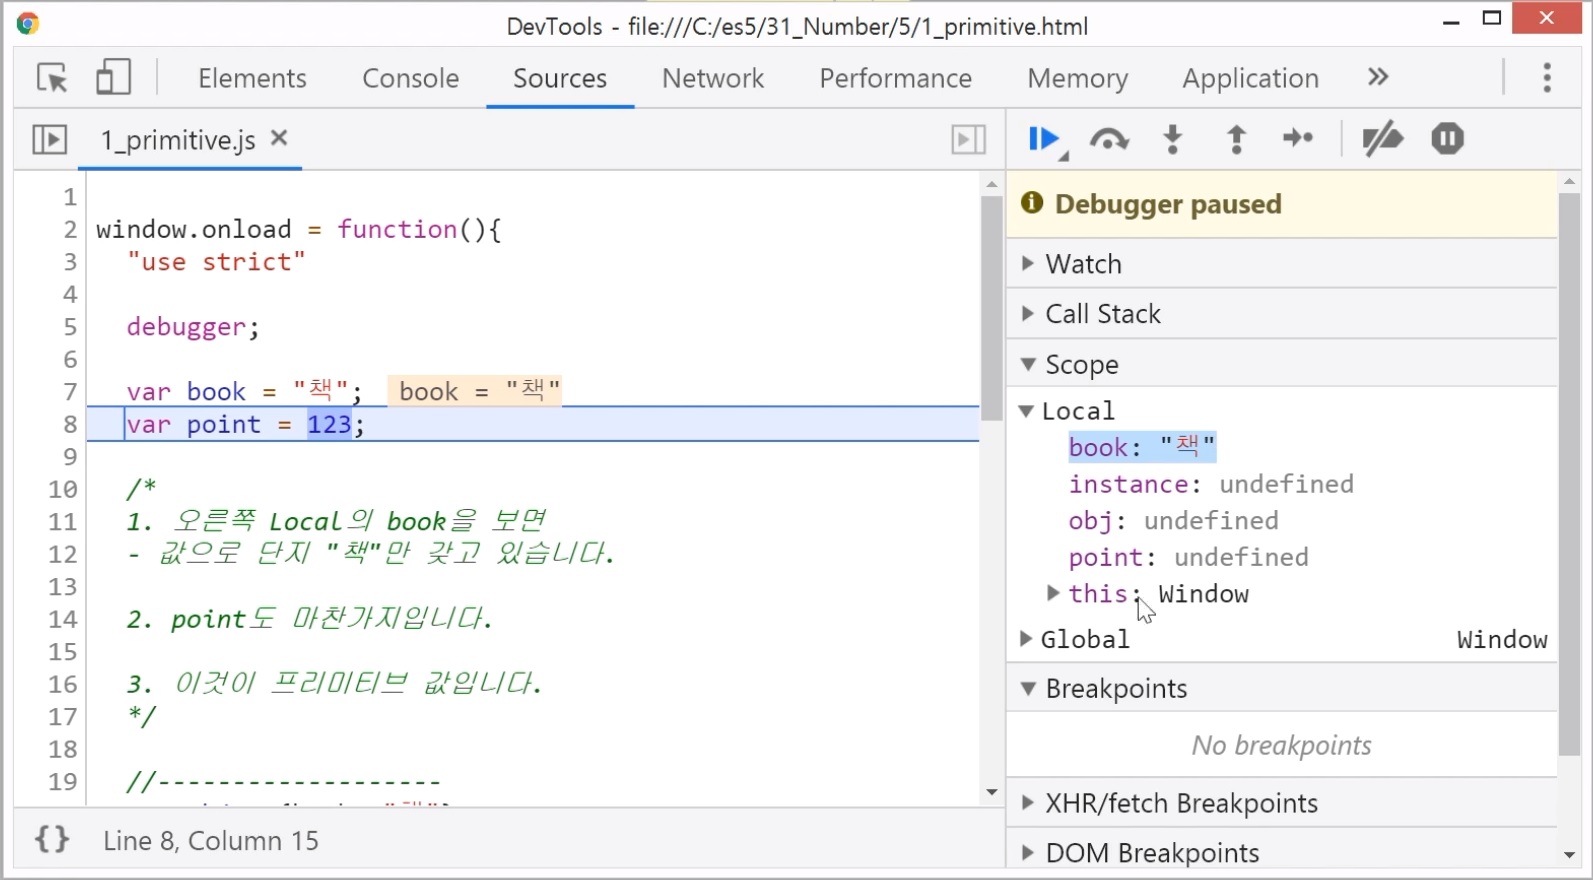 DevTools - file:///C:/es5/31_Number/5/1_primitive.html
Elements Console Sources Network Performance Memory Application
1_primitive.js
1
2 window.onload = function(){
3 "use strict"
4
5 debugger;
6
7 var book = "책"; book = "책"
8 var point = 123;
9
10 /*
11 1. 오른쪽 Local의 book을 보면
12 - 값으로 단지 "책"만 갖고 있습니다.
13
14 2. point도 마찬가지입니다.
15
16 3. 이것이 프리미티브 값입니다.
17 */
18
19 //-------------------
{} Line 8, Column 15
Debugger paused
Watch
Call Stack
Scope
Local
book: "책"
instance: undefined
obj: undefined
point: undefined
this: Window
Global Window
Breakpoints
No breakpoints
XHR/fetch Breakpoints
DOM Breakpoints